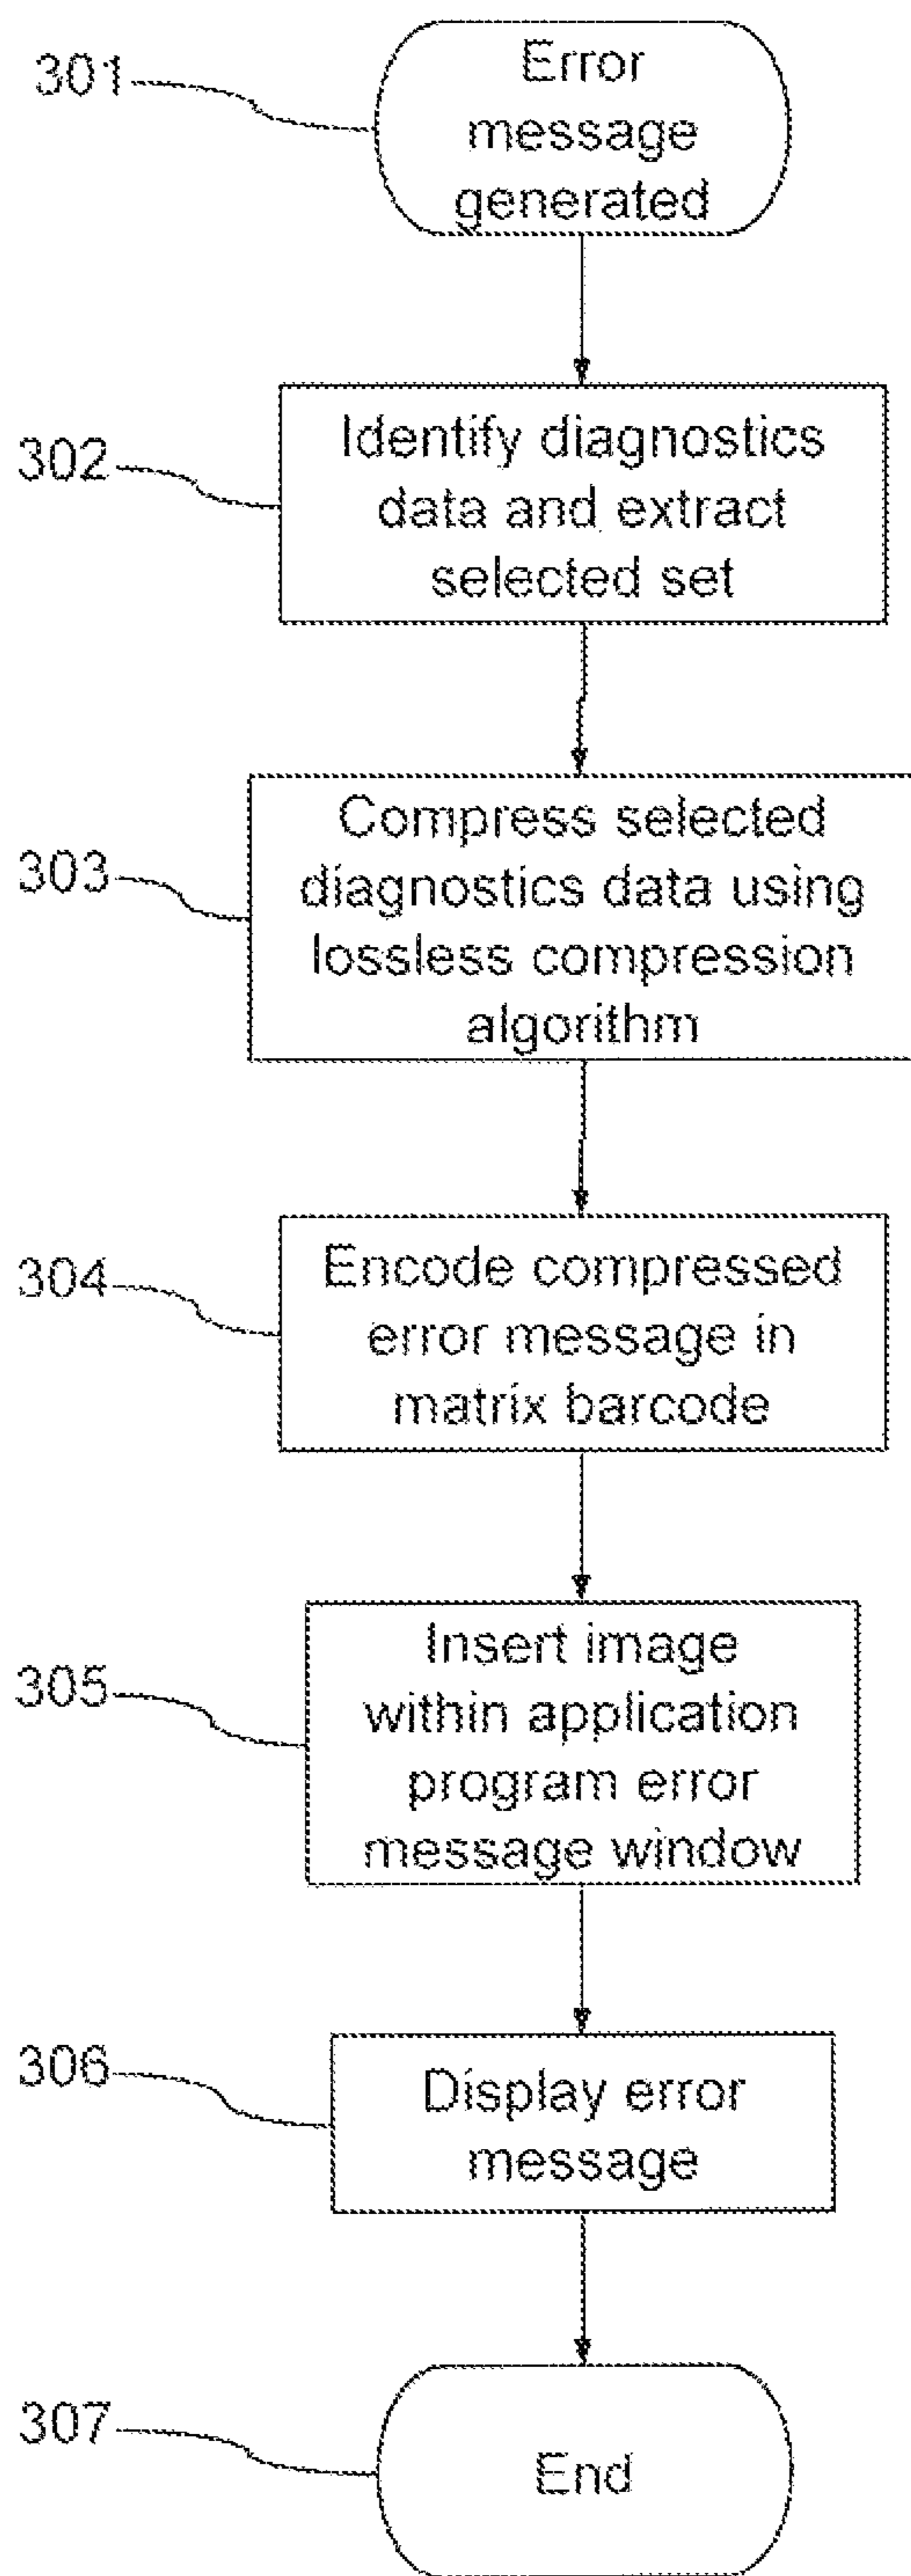 301
Error
message
generated
302
Identify diagnostics
data and extract
selected set
303
Compress selected
diagnostics data using
lossless compression
algorithm
304
Encode compressed
error message in
matrix barcode
305
Insert image
within application
program error
message window
306
Display error
message
307
End